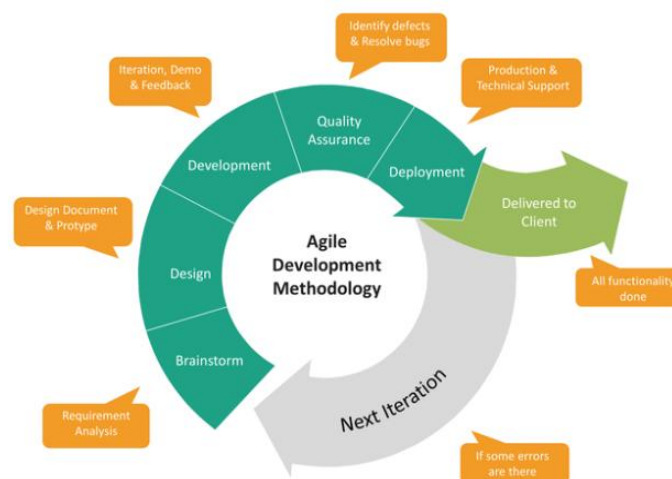 Identify defects
& Resolve bugs
Iteration, Demo
& Feedback
Production &
Technical Support
Quality
Assurance
Development
Deployment
Delivered to
Client
Design Document
& Protype
Agile
Development
Methodology
Design
All functionality
done
Brainstorm
Next Iteration
Requirement
Analysis
If some errors
are there